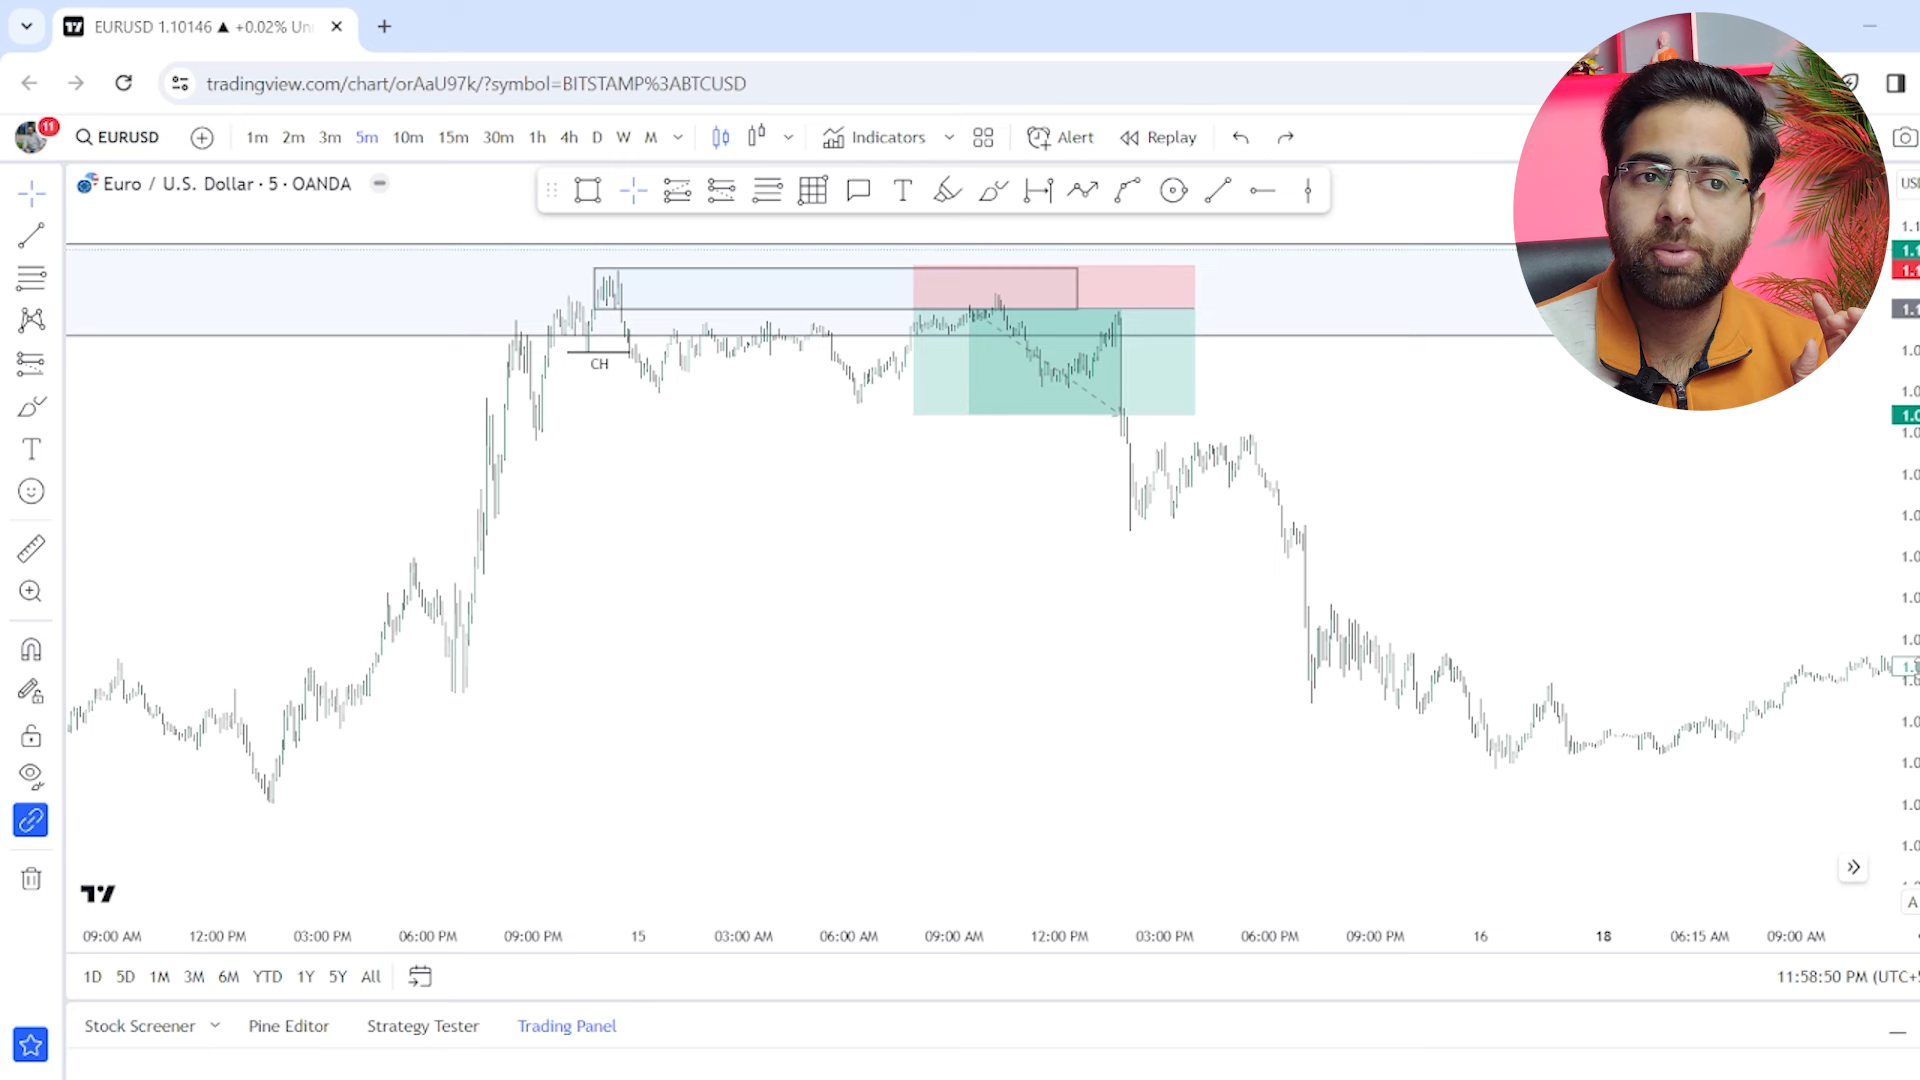 EURUSD 1.10146 ▲ +0.02% Un
tradingview.com/chart/orAaU97k/?symbol=BITSTAMP%3ABTCUSD
11
EURUSD
1m 2m 3m 5m 10m 15m 30m 1h 4h D W M
Indicators
Alert
Replay
Euro / U.S. Dollar · 5 · OANDA
CH
09:00 AM 12:00 PM 03:00 PM 06:00 PM 09:00 PM 15 03:00 AM 06:00 AM 09:00 AM 12:00 PM 03:00 PM 06:00 PM 09:00 PM 16 18 06:15 AM 09:00 AM
A
1D 5D 1M 3M 6M YTD 1Y 5Y All
11:58:50 PM (UTC+5
Stock Screener Pine Editor Strategy Tester Trading Panel